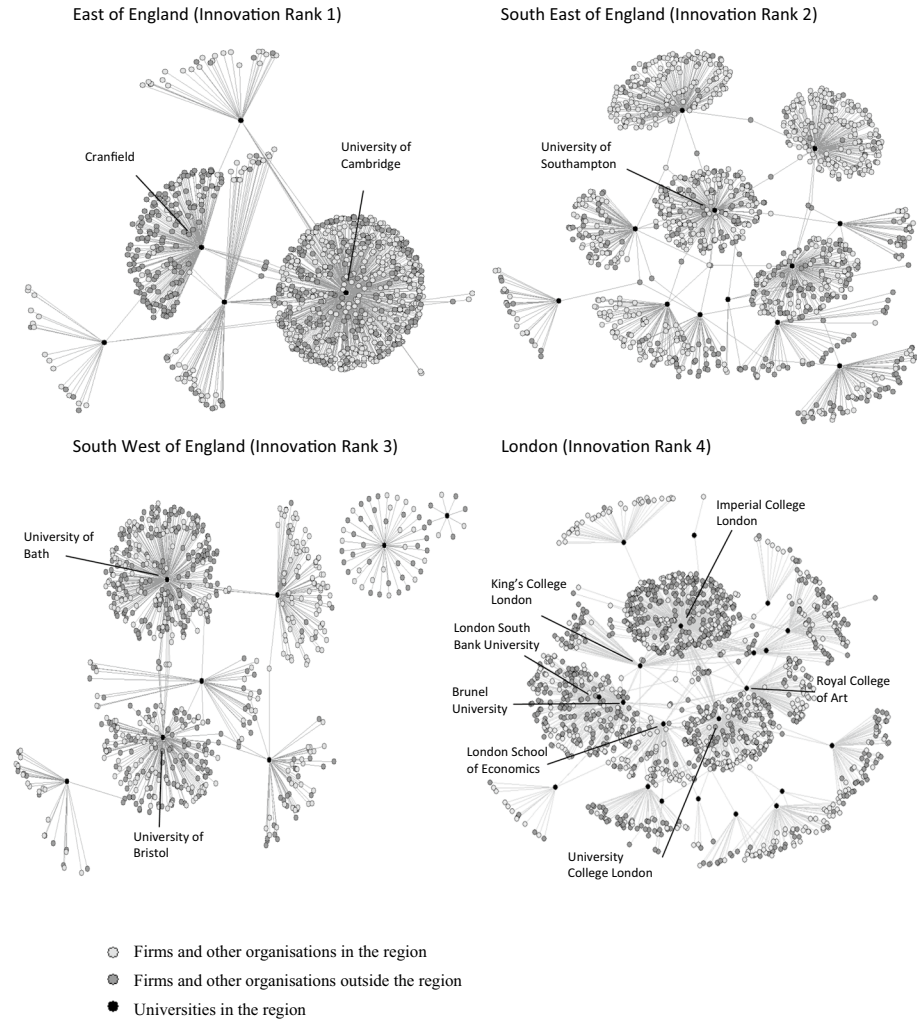 East of England (Innovation Rank 1)
South East of England (Innovation Rank 2)
Cranfield
University of
Cambridge
University of
Southampton
South West of England (Innovation Rank 3)
London (Innovation Rank 4)
University of
Bath
University of
Bristol
Imperial College
London
King's College
London
London South
Bank University
Brunel
University
Royal College
of Art
London School
of Economics
University
College London
Firms and other organisations in the region
Firms and other organisations outside the region
Universities in the region